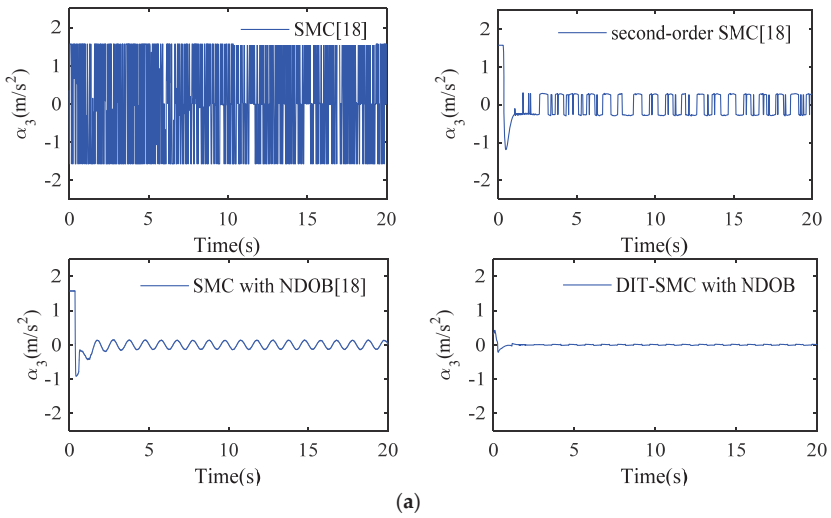 SMC[18]
α3(m/s2)
2
1
0
-1
-2
0 5 10 15 20
Time(s)
second-order SMC[18]
α3(m/s2)
2
1
0
-1
-2
0 5 10 15 20
Time(s)
SMC with NDOB[18]
α3(m/s2)
2
1
0
-1
-2
0 5 10 15 20
Time(s)
DIT-SMC with NDOB
α3(m/s2)
2
1
0
-1
-2
0 5 10 15 20
Time(s)
(a)